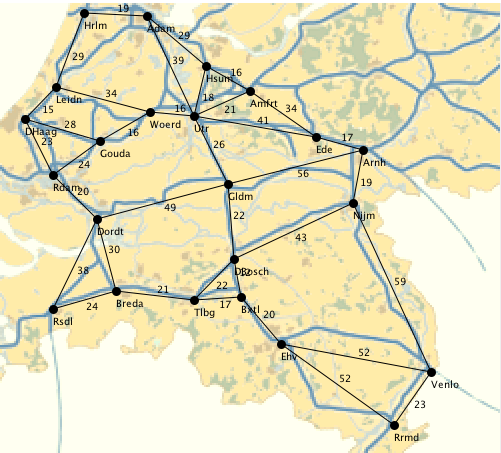 19
Hrlm
Adam
29
29
39
Hsum
16
Leidn
34
18
Amfrt
15
16
21
34
DHaag
28
Woerd
Utr
41
23
16
Gouda
26
Ede
17
Arnh
24
56
Rdam
20
19
Gldm
49
22
Nijm
Dordt
43
30
38
DBosch
59
21
22
Breda
24
17
Rsdl
Tlbg
Bxtl
20
Ehv
52
52
Venlo
23
Rrmd